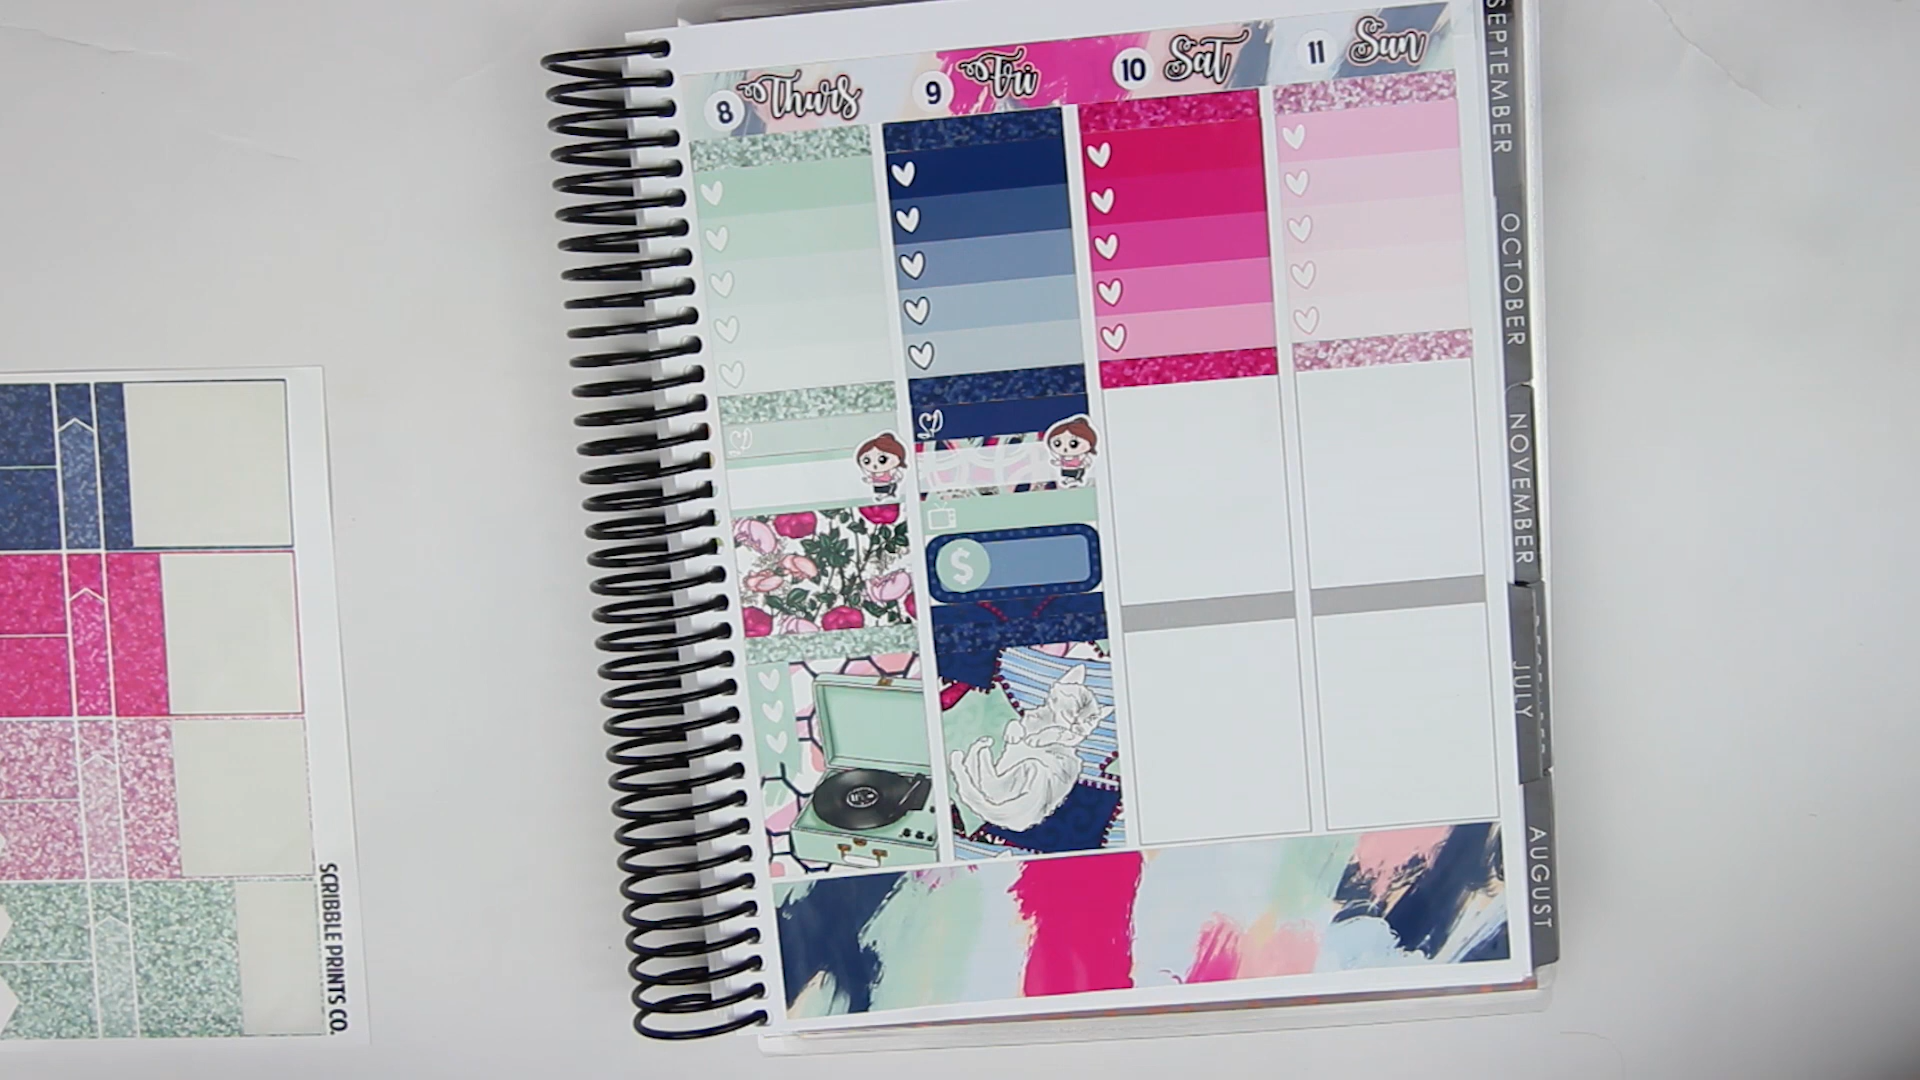 8 Thurs
9 Fri
10 Sat
11 Sun
$
SEPTEMBER
OCTOBER
NOVEMBER
JULY
AUGUST
SCRIBBLE PRINTS CO.